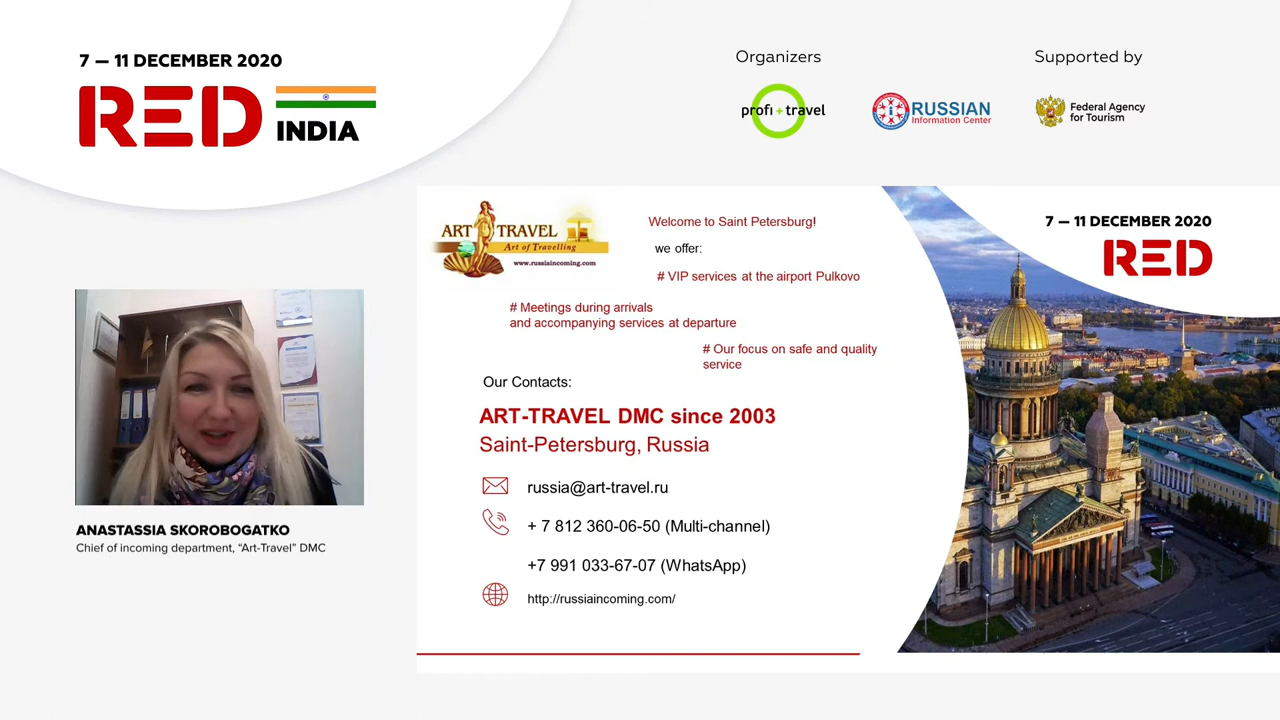 7 — 11 DECEMBER 2020
RED
INDIA
Organizers
profi + travel
RUSSIAN
Information Center
Supported by
Federal Agency
for Tourism
ANASTASSIA SKOROBOGATKO
Chief of incoming department, “Art-Travel” DMC
ART TRAVEL
Art of Travelling
www.russiaincoming.com
Welcome to Saint Petersburg!
we offer:
# VIP services at the airport Pulkovo
# Meetings during arrivals
and accompanying services at departure
# Our focus on safe and quality
service
Our Contacts:
ART-TRAVEL DMC since 2003
Saint-Petersburg, Russia
russia@art-travel.ru
+ 7 812 360-06-50 (Multi-channel)
+7 991 033-67-07 (WhatsApp)
http://russiaincoming.com/
7 — 11 DECEMBER 2020
RED